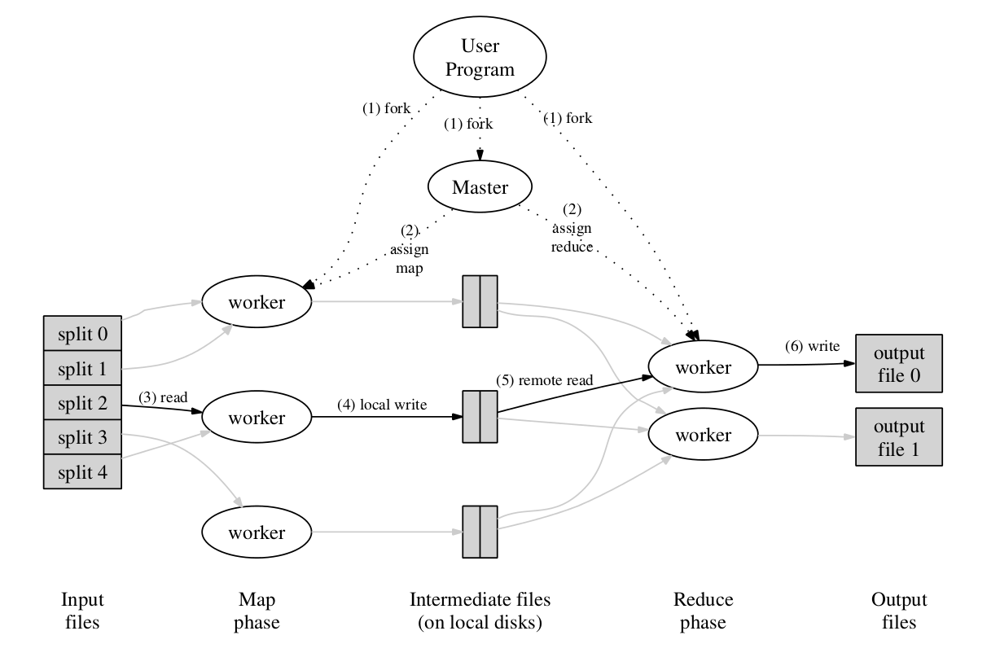 User
Program
(1) fork
(1) fork
(1) fork
Master
(2)
assign
map
(2)
assign
reduce
worker
split 0
split 1
split 2
split 3
split 4
(3) read
worker
(4) local write
(5) remote read
worker
(6) write
output
file 0
worker
output
file 1
worker
Input
files
Map
phase
Intermediate files
(on local disks)
Reduce
phase
Output
files